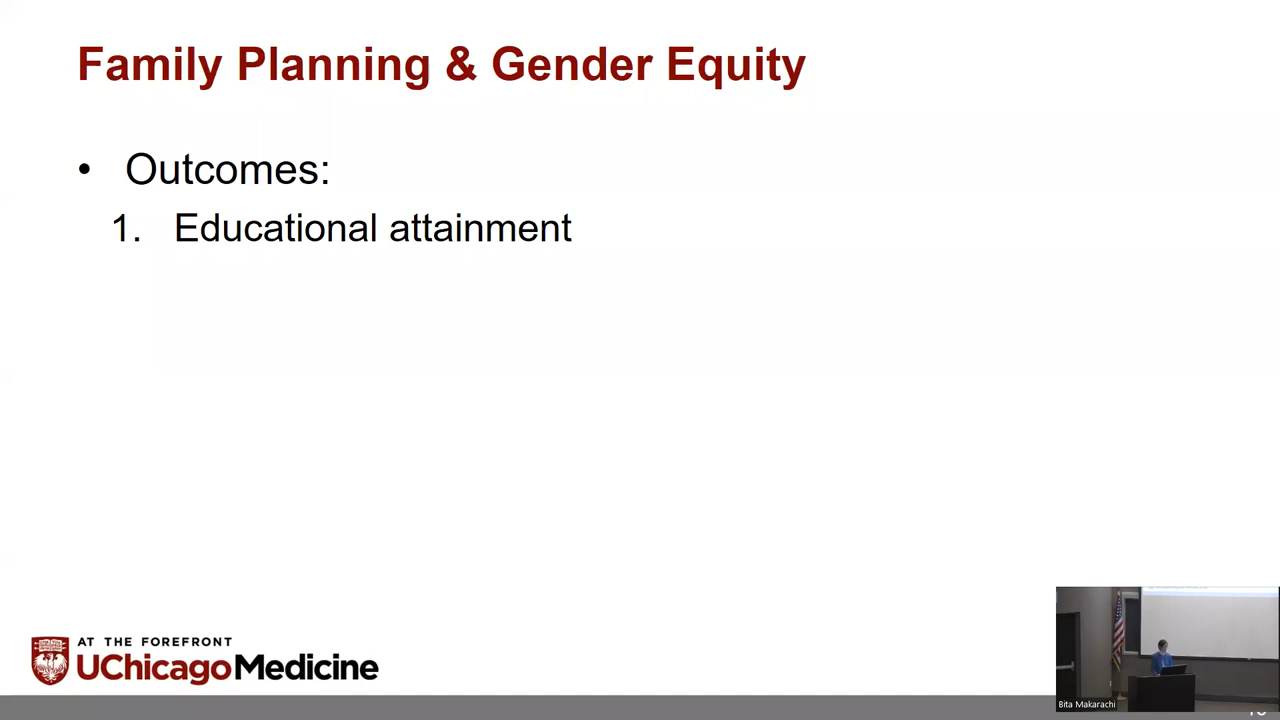 Family Planning & Gender Equity
• Outcomes:
1. Educational attainment
AT THE FOREFRONT
UChicagoMedicine
Bita Makarachi